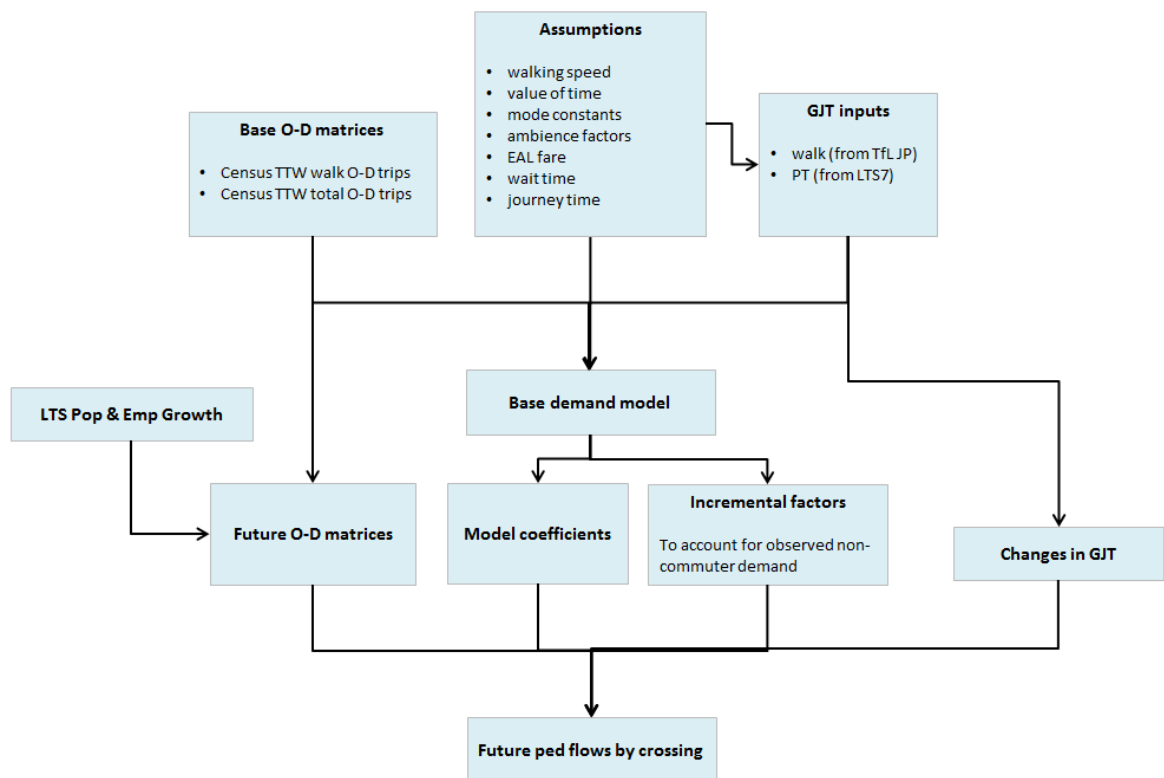 Assumptions
• walking speed
• value of time
• mode constants
• ambience factors
• EAL fare
• wait time
• journey time
GJT inputs
• walk (from TfL JP)
• PT (from LTS7)
Base O-D matrices
• Census TTW walk O-D trips
• Census TTW total O-D trips
Base demand model
LTS Pop & Emp Growth
Future O-D matrices
Model coefficients
Incremental factors
To account for observed non-
commuter demand
Changes in GJT
Future ped flows by crossing